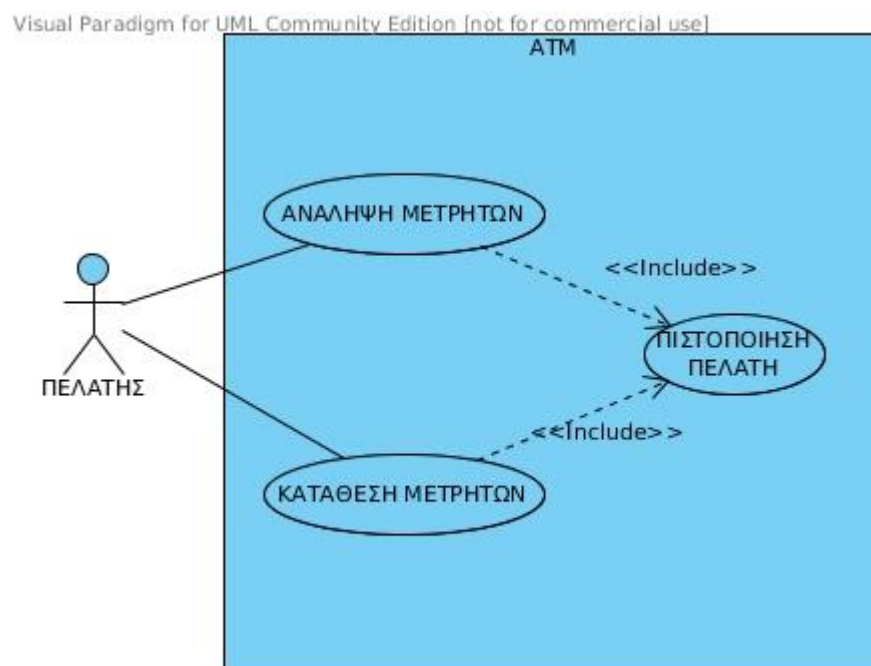 Visual Paradigm for UML Community Edition [not for commercial use]
ATM
ΑΝΑΛΗΨΗ ΜΕΤΡΗΤΩΝ
<<Include>>
ΠΙΣΤΟΠΟΙΗΣΗ
ΠΕΛΑΤΗ
ΠΕΛΑΤΗΣ
<<Include>>
ΚΑΤΑΘΕΣΗ ΜΕΤΡΗΤΩΝ